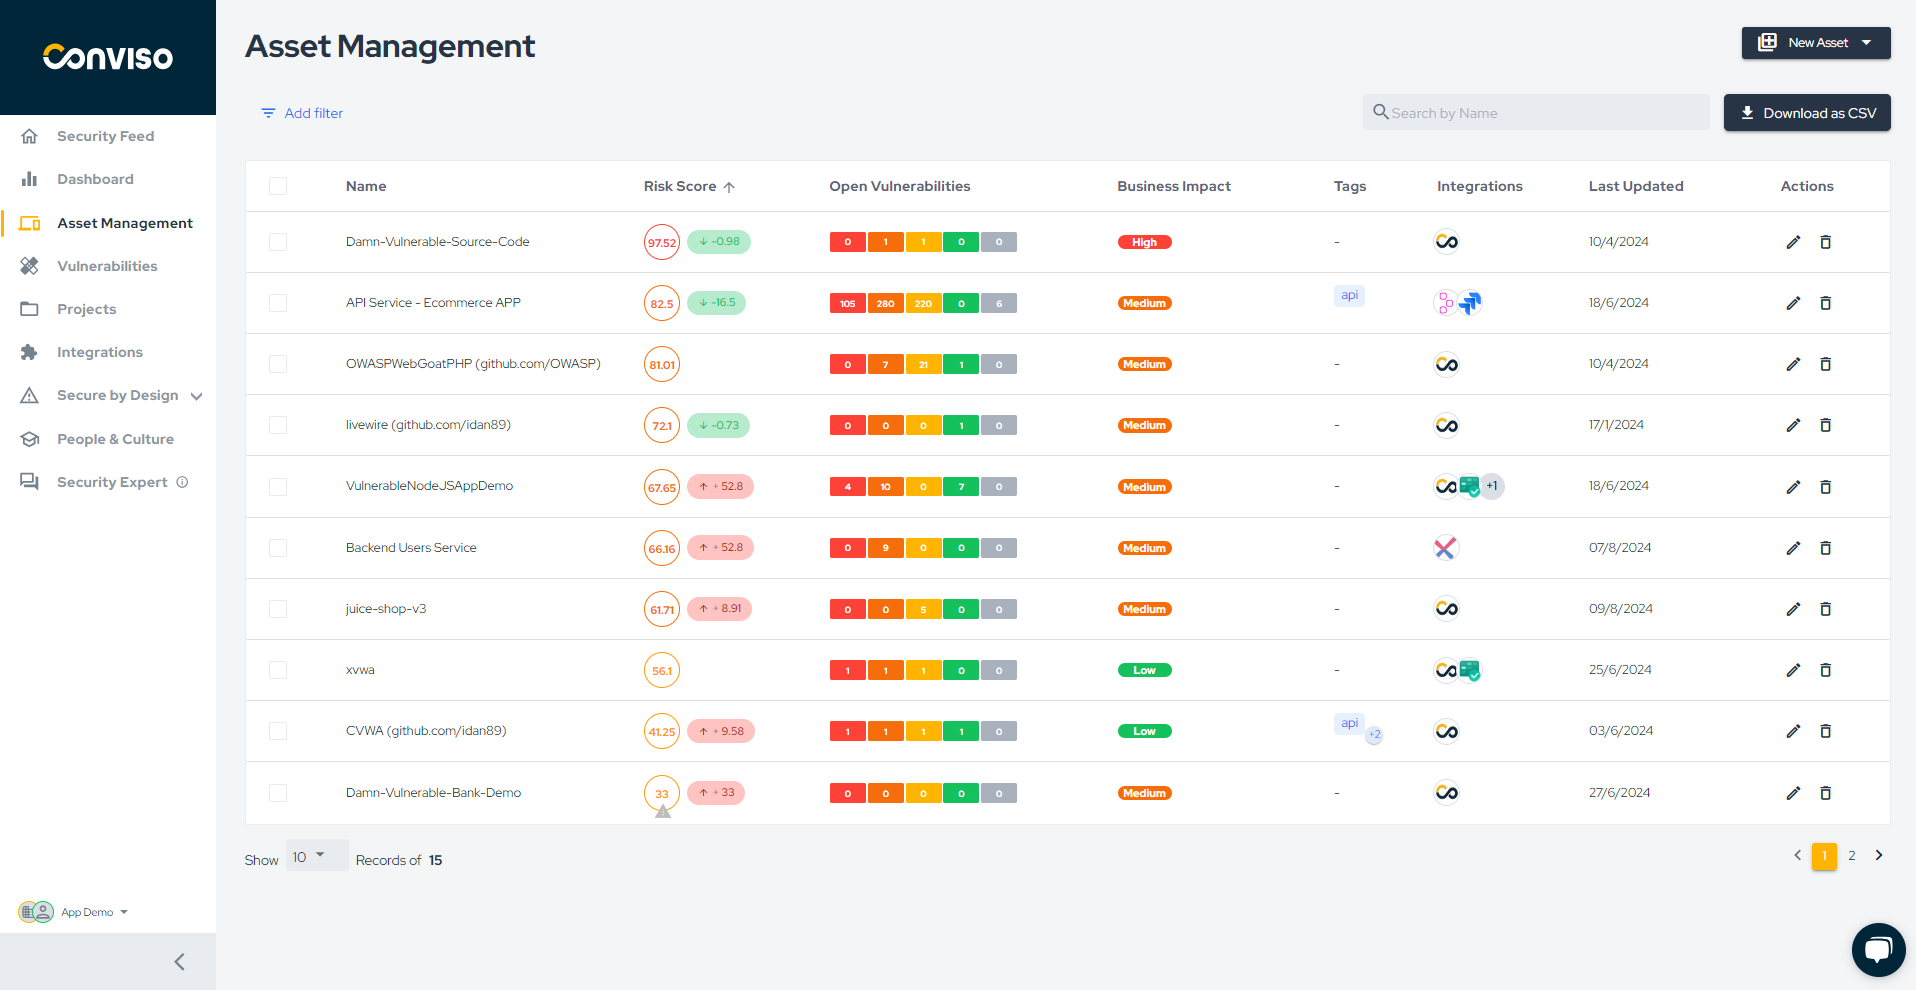 Conviso
Asset Management
New Asset
Add filter
Search by Name
Download as CSV
Security Feed
Dashboard
Asset Management
Vulnerabilities
Projects
Integrations
Secure by Design
People & Culture
Security Expert
Name Risk Score Open Vulnerabilities Business Impact Tags Integrations Last Updated Actions
Damn-Vulnerable-Source-Code 97.52 -0.98 0 1 1 0 0 High - 10/4/2024
API Service - Ecommerce APP 82.5 -16.5 105 280 220 0 6 Medium api 18/6/2024
OWASPWebGoatPHP (github.com/OWASP) 81.01 0 7 21 1 0 Medium - 10/4/2024
livewire (github.com/idan89) 72.1 -0.73 0 0 0 1 0 Medium - 17/1/2024
VulnerableNodeJSAppDemo 67.65 + 52.8 4 10 0 7 0 Medium - +1 18/6/2024
Backend Users Service 66.16 + 52.8 0 9 0 0 0 Medium - 07/8/2024
juice-shop-v3 61.71 + 8.91 0 0 5 0 0 Medium - 09/8/2024
xvwa 56.1 1 1 1 0 0 Low - 25/6/2024
CVWA (github.com/idan89) 41.25 + 9.58 1 1 1 1 0 Low api +2 03/6/2024
Damn-Vulnerable-Bank-Demo 33 + 33 0 0 0 0 0 Medium - 27/6/2024
Show 10 Records of 15
1 2
App Demo